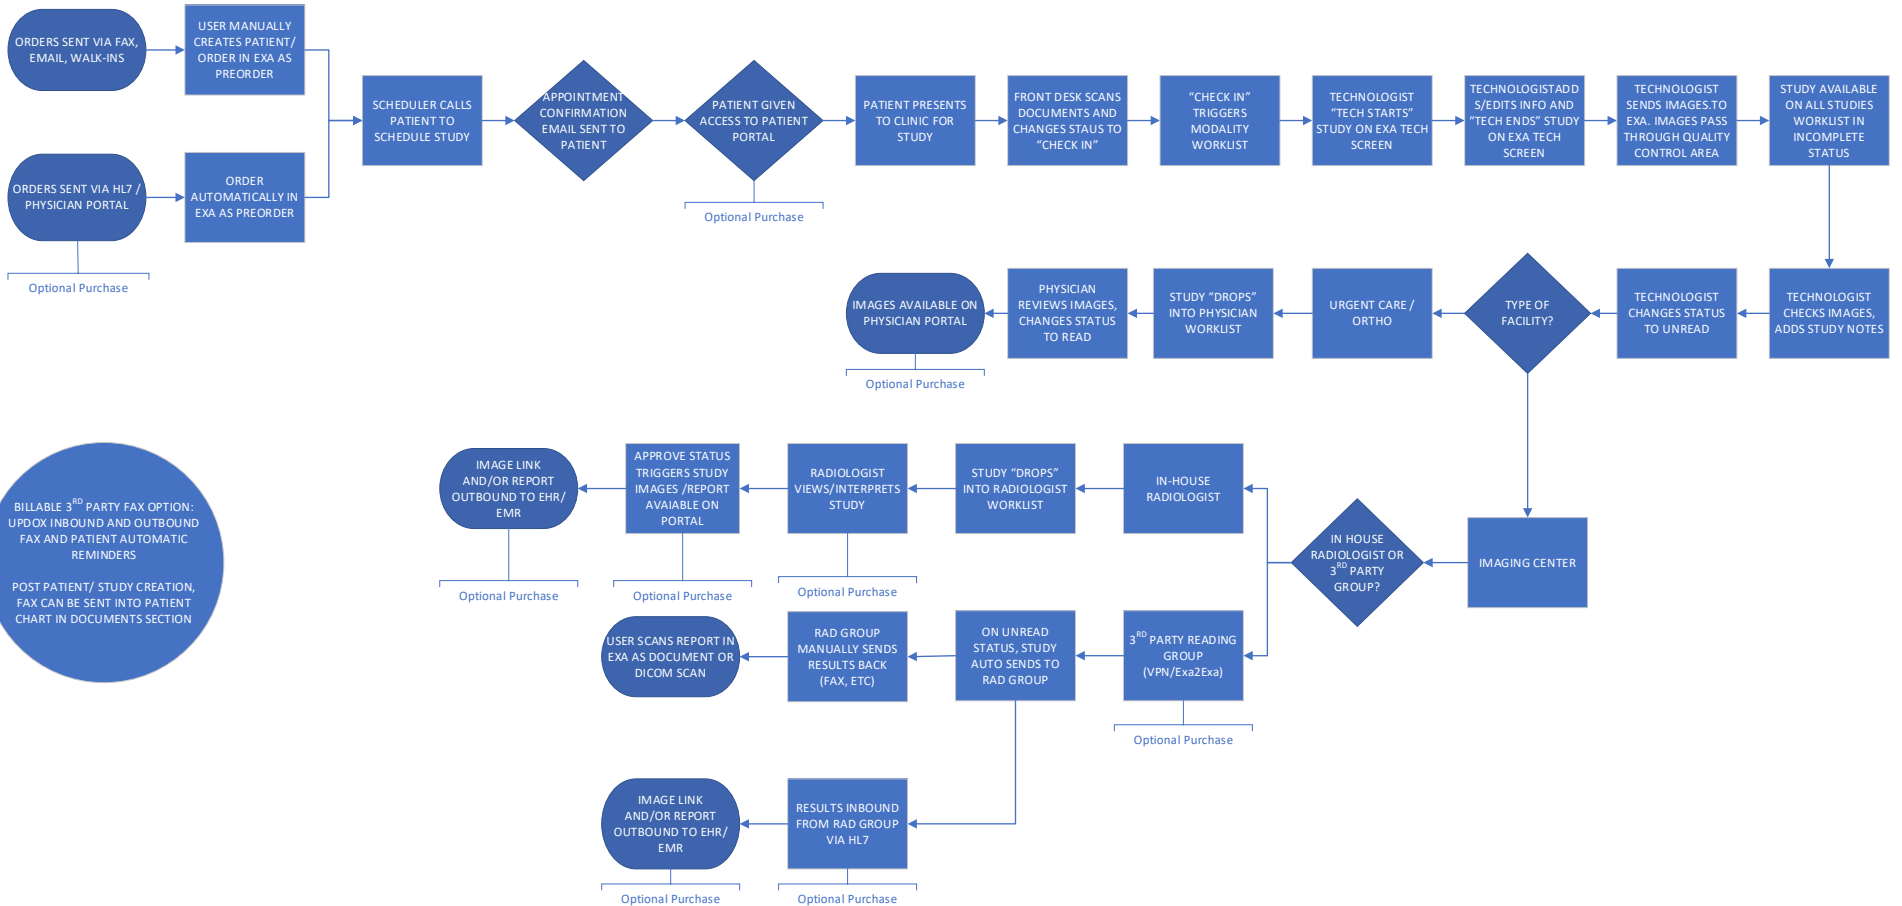 ORDERS SENT VIA FAX,
EMAIL, WALK-INS
USER MANUALLY
CREATES PATIENT/
ORDER IN EXA AS
PREORDER
ORDERS SENT VIA HL7 /
PHYSICIAN PORTAL
Optional Purchase
ORDER
AUTOMATICALLY IN
EXA AS PREORDER
SCHEDULER CALLS
PATIENT TO
SCHEDULE STUDY
APPOINTMENT
CONFIRMATION
EMAIL SENT TO
PATIENT
PATIENT GIVEN
ACCESS TO PATIENT
PORTAL
Optional Purchase
PATIENT PRESENTS
TO CLINIC FOR
STUDY
FRONT DESK SCANS
DOCUMENTS AND
CHANGES STAUS TO
“CHECK IN”
“CHECK IN”
TRIGGERS
MODALITY
WORKLIST
TECHNOLOGIST
“TECH STARTS”
STUDY ON EXA TECH
SCREEN
TECHNOLOGISTADD
S/EDITS INFO AND
“TECH ENDS” STUDY
ON EXA TECH
SCREEN
TECHNOLOGIST
SENDS IMAGES.TO
EXA. IMAGES PASS
THROUGH QUALITY
CONTROL AREA
STUDY AVAILABLE
ON ALL STUDIES
WORKLIST IN
INCOMPLETE
STATUS
TECHNOLOGIST
CHECKS IMAGES,
ADDS STUDY NOTES
TECHNOLOGIST
CHANGES STATUS
TO UNREAD
TYPE OF
FACILITY?
URGENT CARE /
ORTHO
STUDY “DROPS”
INTO PHYSICIAN
WORKLIST
PHYSICIAN
REVIEWS IMAGES,
CHANGES STATUS
TO READ
IMAGES AVAILABLE ON
PHYSICIAN PORTAL
Optional Purchase
IMAGING CENTER
IN HOUSE
RADIOLOGIST OR
3RD PARTY
GROUP?
IN-HOUSE
RADIOLOGIST
STUDY “DROPS”
INTO RADIOLOGIST
WORKLIST
RADIOLOGIST
VIEWS/INTERPRETS
STUDY
Optional Purchase
APPROVE STATUS
TRIGGERS STUDY
IMAGES /REPORT
AVAIABLE ON
PORTAL
Optional Purchase
IMAGE LINK
AND/OR REPORT
OUTBOUND TO EHR/
EMR
Optional Purchase
3RD PARTY READING
GROUP
(VPN/Exa2Exa)
Optional Purchase
ON UNREAD
STATUS, STUDY
AUTO SENDS TO
RAD GROUP
RAD GROUP
MANUALLY SENDS
RESULTS BACK
(FAX, ETC)
USER SCANS REPORT IN
EXA AS DOCUMENT OR
DICOM SCAN
RESULTS INBOUND
FROM RAD GROUP
VIA HL7
Optional Purchase
IMAGE LINK
AND/OR REPORT
OUTBOUND TO EHR/
EMR
Optional Purchase
BILLABLE 3RD PARTY FAX OPTION:
UPDOX INBOUND AND OUTBOUND
FAX AND PATIENT AUTOMATIC
REMINDERS
POST PATIENT/ STUDY CREATION,
FAX CAN BE SENT INTO PATIENT
CHART IN DOCUMENTS SECTION